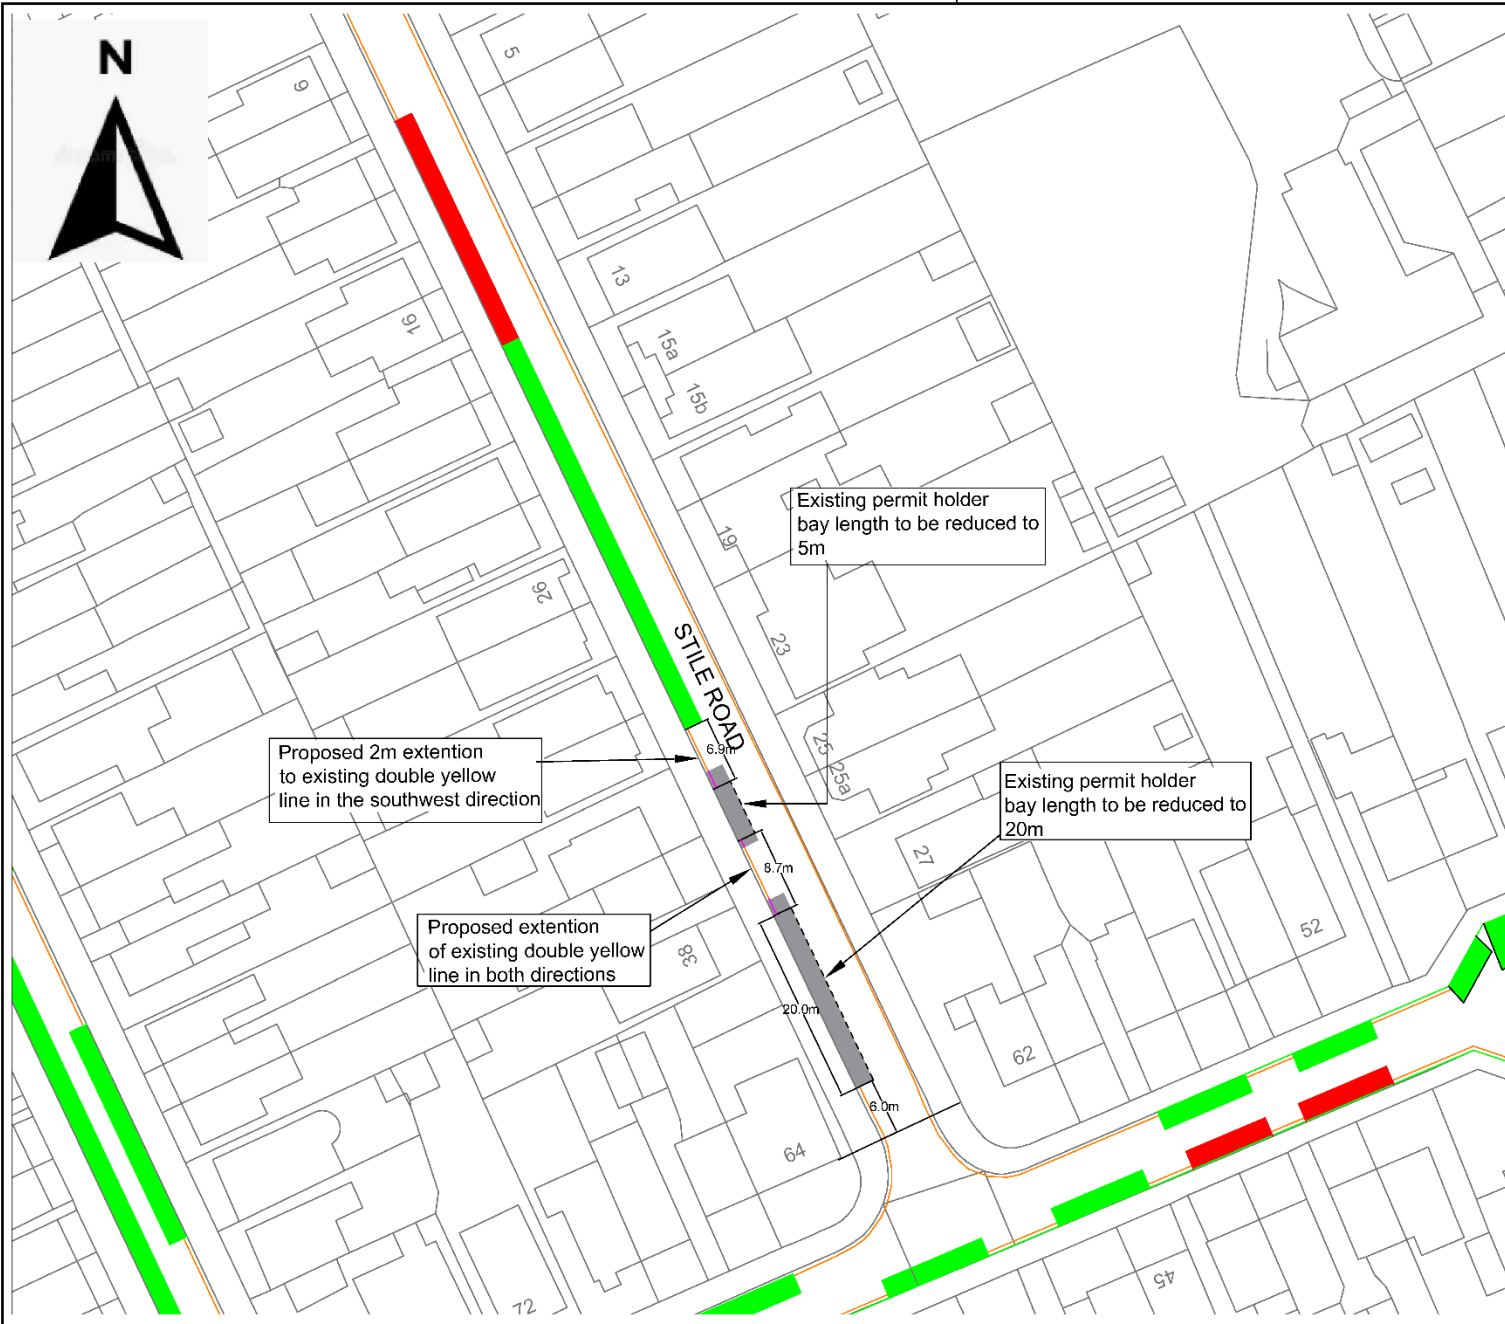 N
5
9
13
16
15a
15b
Existing permit holder
bay length to be reduced to
5m
19
26
23
STILE ROAD
25
25a
6.9m
Proposed 2m extention
to existing double yellow
line in the southwest direction
Existing permit holder
bay length to be reduced to
20m
27
8.7m
Proposed extention
of existing double yellow
line in both directions
38
52
20.0m
62
6.0m
64
45
72